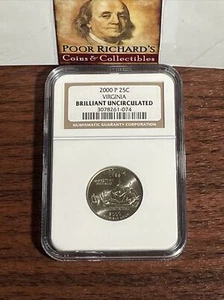 POOR RICHARD'S
Coins & Collectibles
2000 P 25C
VIRGINIA
BRILLIANT UNCIRCULATED
3078261-074
NUMISMATIC GUARANTY CORPORATION